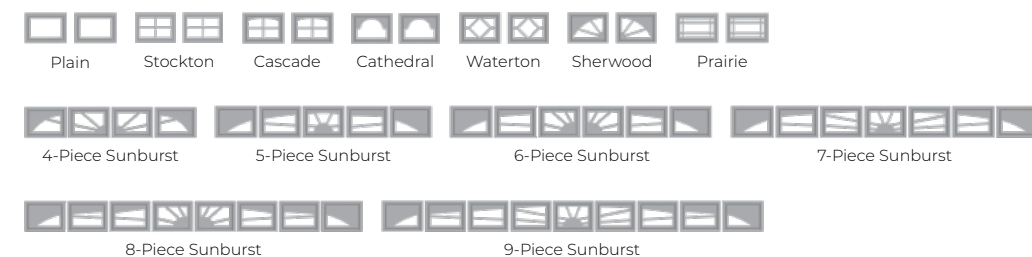 Plain
Stockton
Cascade
Cathedral
Waterton
Sherwood
Prairie
4-Piece Sunburst
5-Piece Sunburst
6-Piece Sunburst
7-Piece Sunburst
8-Piece Sunburst
9-Piece Sunburst